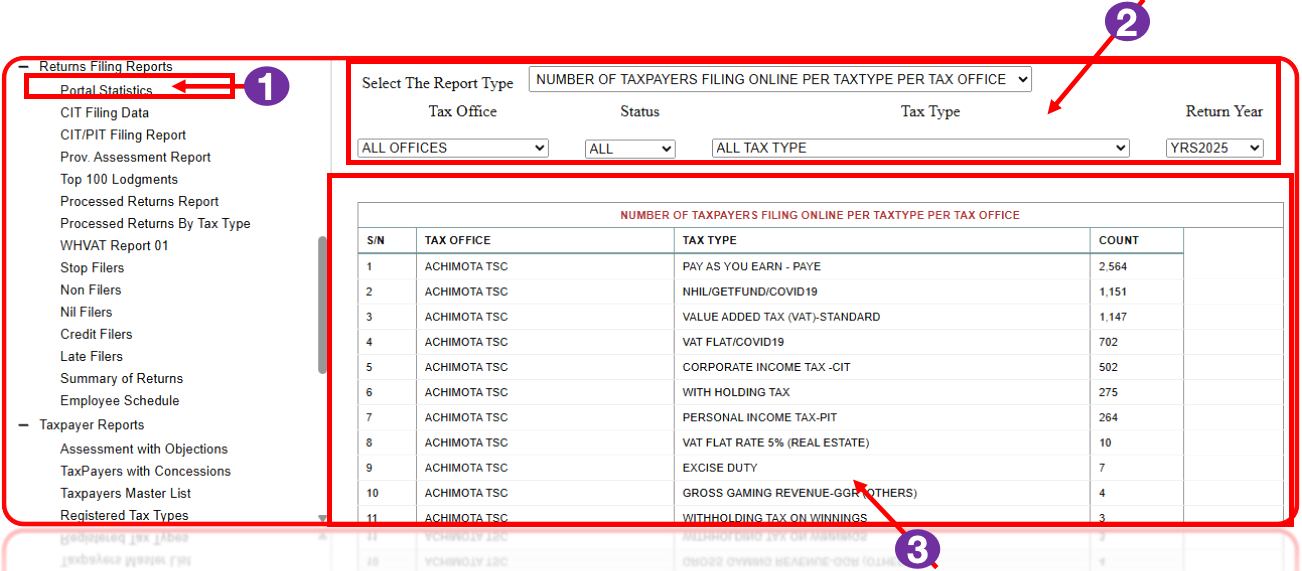 2
Returns Filing Reports
Portal Statistics
1
CIT Filing Data
CIT/PIT Filing Report
Prov. Assessment Report
Top 100 Lodgments
Processed Returns Report
Processed Returns By Tax Type
WHVAT Report 01
Stop Filers
Non Filers
Nil Filers
Credit Filers
Late Filers
Summary of Returns
Employee Schedule
Taxpayer Reports
Assessment with Objections
TaxPayers with Concessions
Taxpayers Master List
Registered Tax Types
Select The Report Type NUMBER OF TAXPAYERS FILING ONLINE PER TAXTYPE PER TAX OFFICE
Tax Office Status Tax Type Return Year
ALL OFFICES ALL ALL TAX TYPE YRS2025
NUMBER OF TAXPAYERS FILING ONLINE PER TAXTYPE PER TAX OFFICE
S/N TAX OFFICE TAX TYPE COUNT
1 ACHIMOTA TSC PAY AS YOU EARN - PAYE 2,564
2 ACHIMOTA TSC NHIL/GETFUND/COVID19 1,151
3 ACHIMOTA TSC VALUE ADDED TAX (VAT)-STANDARD 1,147
4 ACHIMOTA TSC VAT FLAT/COVID19 702
5 ACHIMOTA TSC CORPORATE INCOME TAX -CIT 502
6 ACHIMOTA TSC WITH HOLDING TAX 275
7 ACHIMOTA TSC PERSONAL INCOME TAX-PIT 264
8 ACHIMOTA TSC VAT FLAT RATE 5% (REAL ESTATE) 10
9 ACHIMOTA TSC EXCISE DUTY 7
10 ACHIMOTA TSC GROSS GAMING REVENUE-GGR (OTHERS) 4
11 ACHIMOTA TSC WITHHOLDING TAX ON WINNINGS 3
3